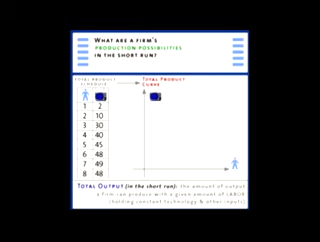 WHAT ARE A FIRM'S
PRODUCTION POSSIBILITIES
IN THE SHORT RUN?
TOTAL PRODUCT
SCHEDULE
TOTAL PRODUCT
CURVE
1 2
2 10
3 30
4 40
5 45
6 48
7 49
8 48
TOTAL OUTPUT (in the short run): the amount of output
a firm can produce with a given amount of LABOR
(holding constant technology & other inputs)